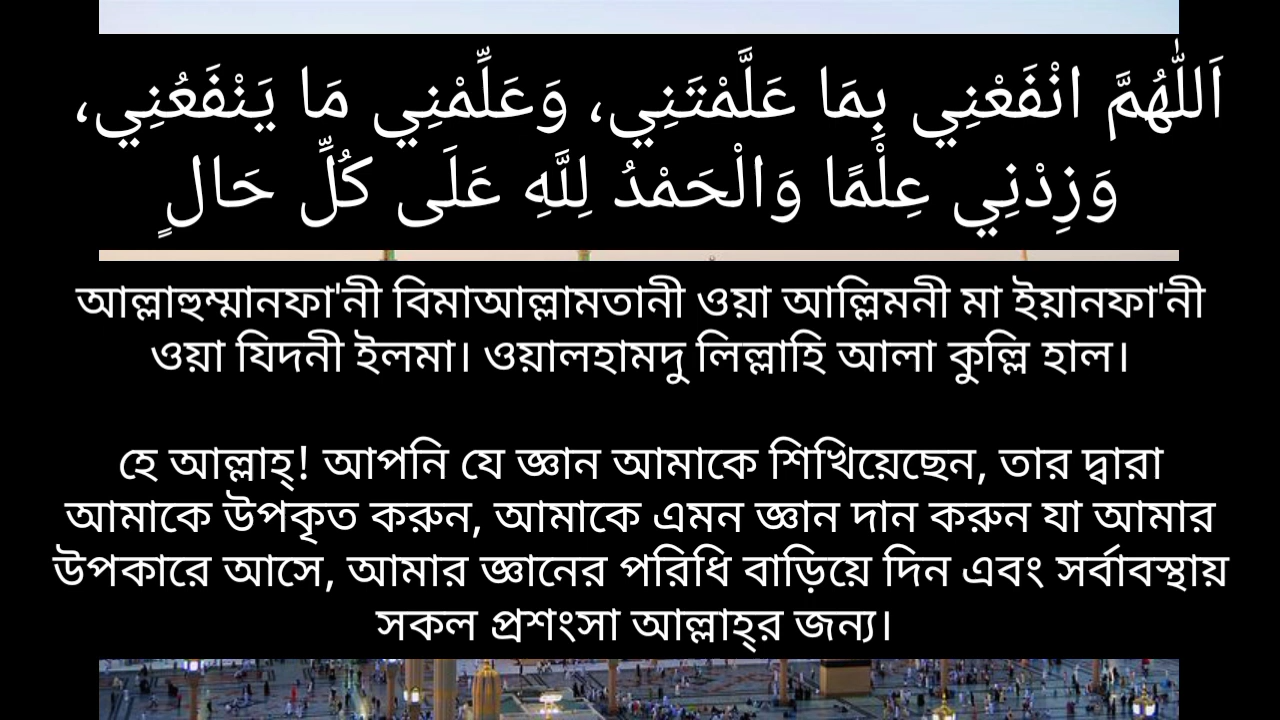 اَللّٰهُمَّ انْفَعْنِي بِمَا عَلَّمْتَنِي، وَعَلِّمْنِي مَا يَنْفَعُنِي،
وَزِدْنِي عِلْمًا وَالْحَمْدُ لِلَّهِ عَلَى كُلِّ حَالٍ
আল্লাহুম্মানফা'নী বিমাআল্লামতানী ওয়া আল্লিমনী মা ইয়ানফা'নী
ওয়া যিদনী ইলমা। ওয়ালহামদু লিল্লাহি আলা কুল্লি হাল।
হে আল্লাহ্! আপনি যে জ্ঞান আমাকে শিখিয়েছেন, তার দ্বারা
আমাকে উপকৃত করুন, আমাকে এমন জ্ঞান দান করুন যা আমার
উপকারে আসে, আমার জ্ঞানের পরিধি বাড়িয়ে দিন এবং সর্বাবস্থায়
সকল প্রশংসা আল্লাহ্‌র জন্য।